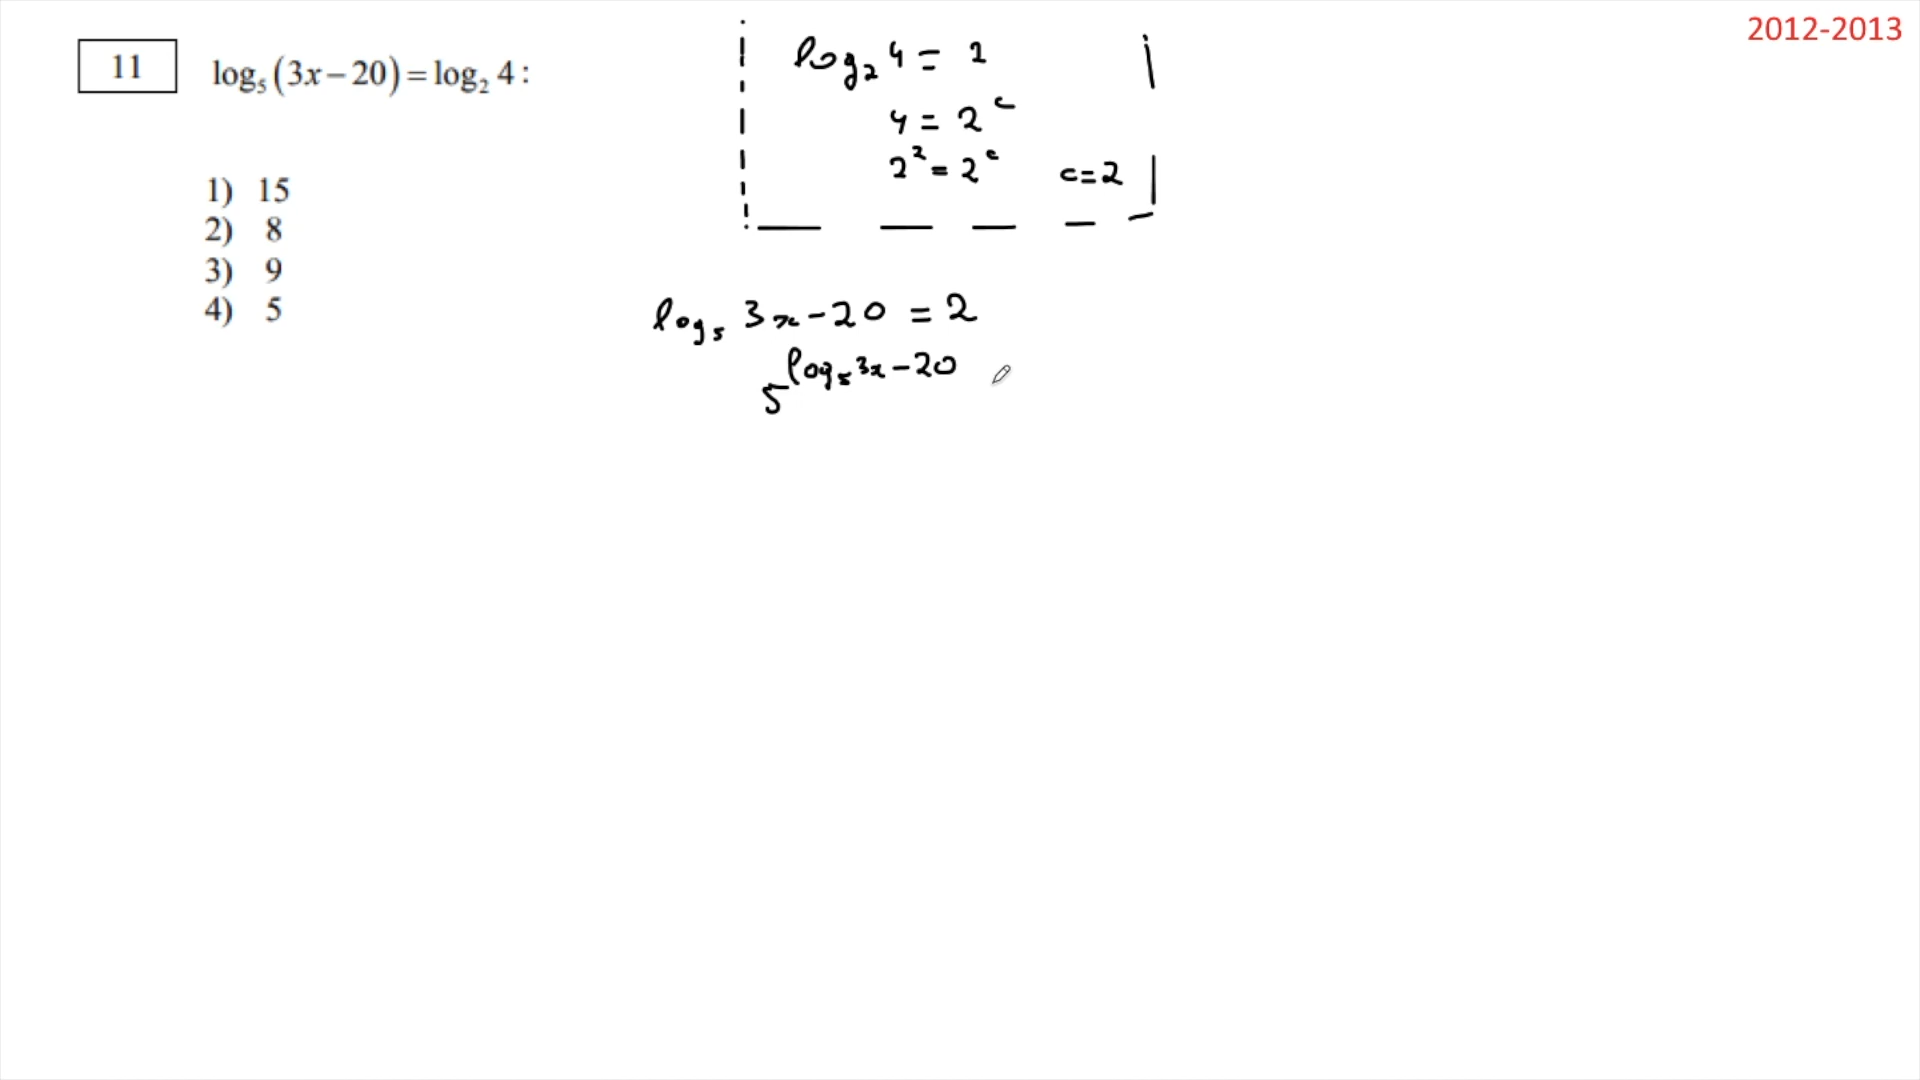 2012-2013
11
log₅(3x−20)=log₂ 4:
1) 15
2) 8
3) 9
4) 5
log₂ 4 = 2
4 = 2ᶜ
2² = 2ᶜ c=2
log₅ 3x−20 = 2
5^log₅ 3x−20